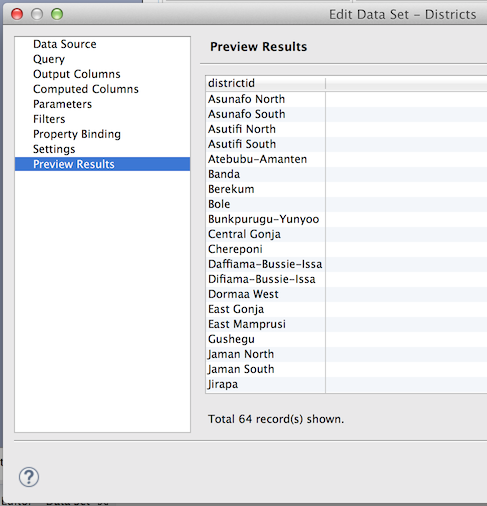 Edit Data Set - Districts
Data Source
Query
Output Columns
Computed Columns
Parameters
Filters
Property Binding
Settings
Preview Results
Preview Results
districtid
Asunafo North
Asunafo South
Asutifi North
Asutifi South
Atebubu-Amanten
Banda
Berekum
Bole
Bunkpurugu-Yunyoo
Central Gonja
Chereponi
Daffiama-Bussie-Issa
Difiama-Bussie-Issa
Dormaa West
East Gonja
East Mamprusi
Gushegu
Jaman North
Jaman South
Jirapa
Total 64 record(s) shown.
?